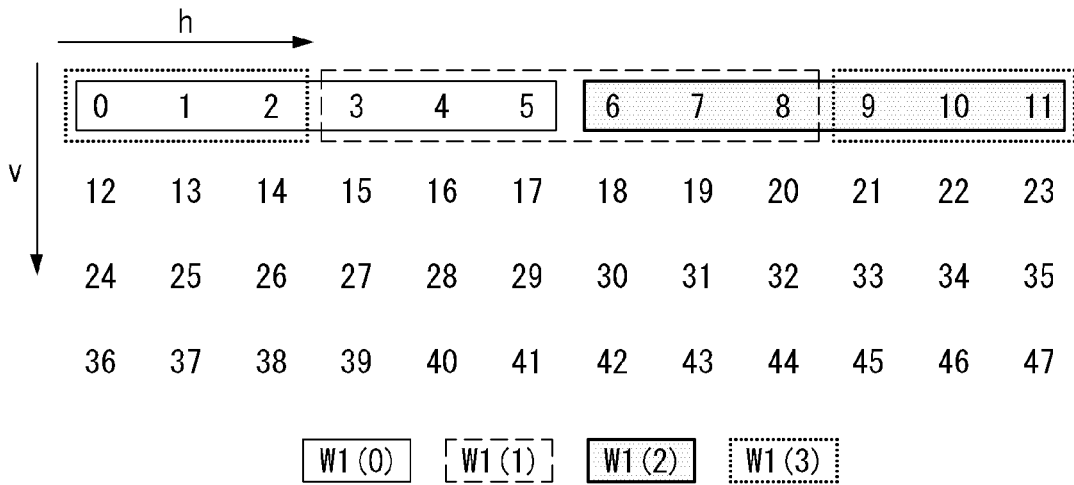 h
v
0 1 2 3 4 5 6 7 8 9 10 11
12 13 14 15 16 17 18 19 20 21 22 23
24 25 26 27 28 29 30 31 32 33 34 35
36 37 38 39 40 41 42 43 44 45 46 47
W1(0) W1(1) W1(2) W1(3)